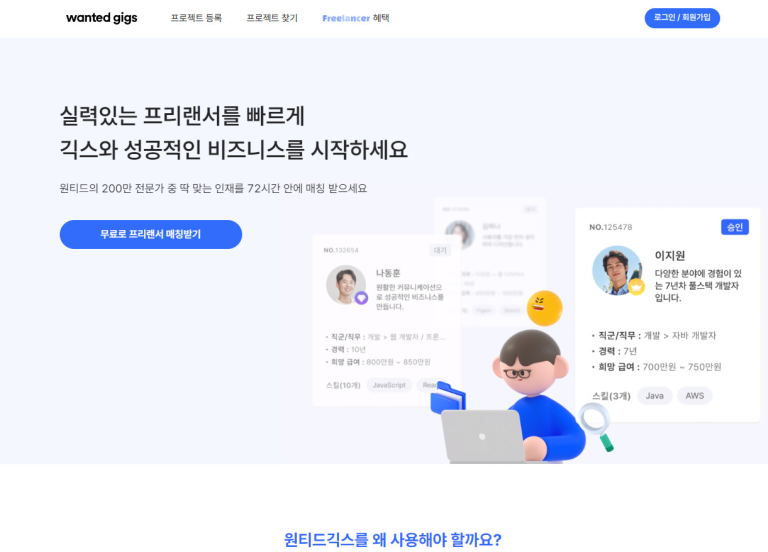 wanted gigs
프로젝트 등록
프로젝트 찾기
Freelancer 혜택
로그인 / 회원가입
실력있는 프리랜서를 빠르게
긱스와 성공적인 비즈니스를 시작하세요
원티드의 200만 전문가 중 딱 맞는 인재를 72시간 안에 매칭 받으세요
무료로 프리랜서 매칭받기
NO.132654
대기
나동훈
원활한 커뮤니케이션으
로 성공적인 비즈니스를
만듭니다.
• 직군/직무 : 개발 > 웹 개발자 / 프론...
• 경력 : 10년
• 희망 급여 : 800만원 ~ 850만원
스킬(10개)
JavaScript
NO.125478
승인
이지원
다양한 분야에 경험이 있
는 7년차 풀스택 개발자
입니다.
• 직군/직무 : 개발 > 자바 개발자
• 경력 : 7년
• 희망 급여 : 700만원 ~ 750만원
스킬(3개)
Java
AWS
원티드긱스를 왜 사용해야 할까요?